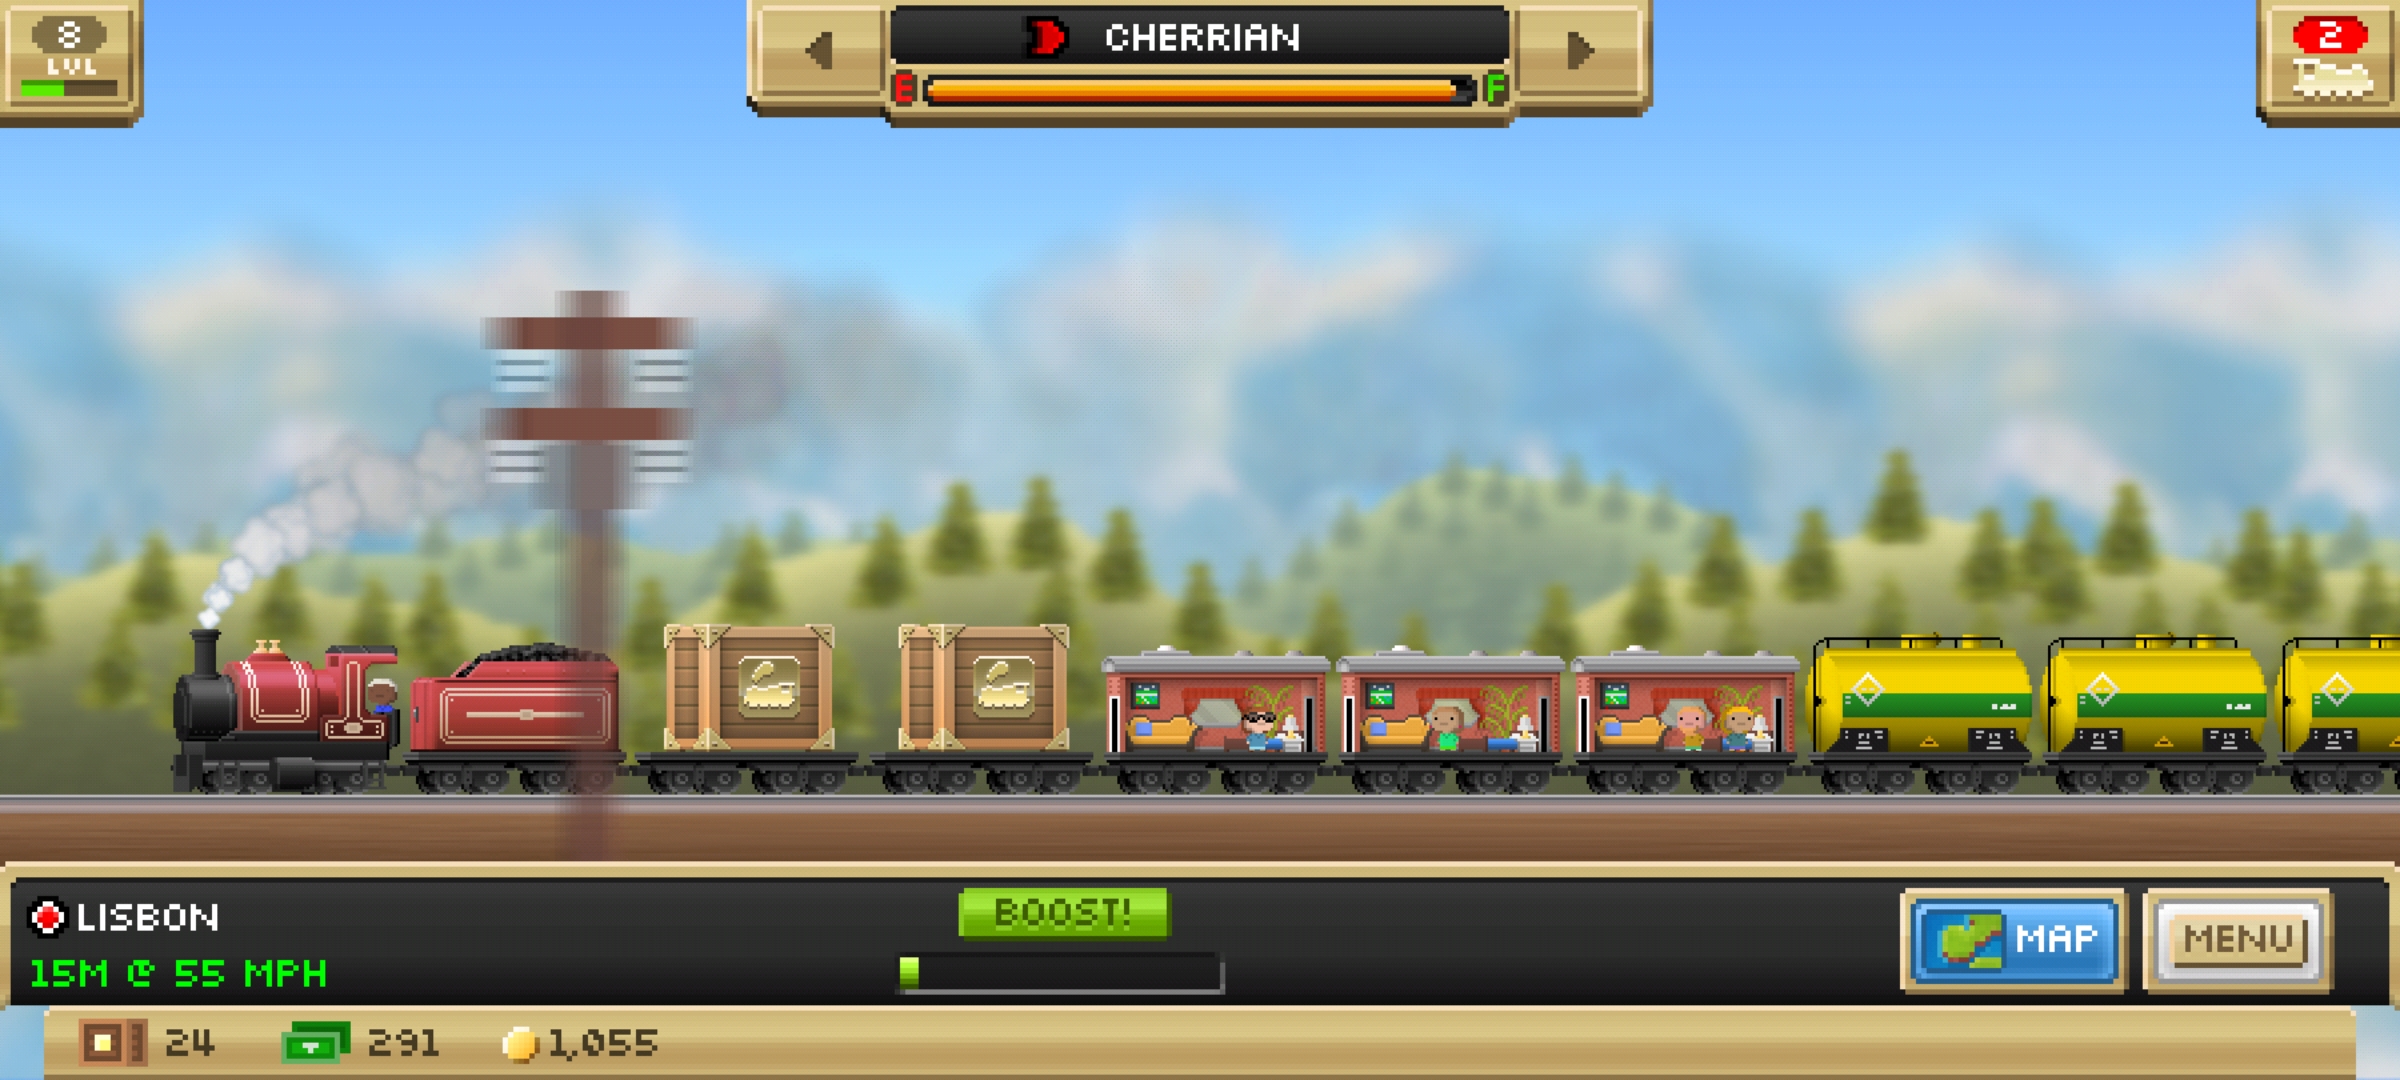 8
LVL
CHERRIAN
E F
2
LISBON
15M @ 55 MPH
BOOST!
MAP
MENU
24
291
1,055